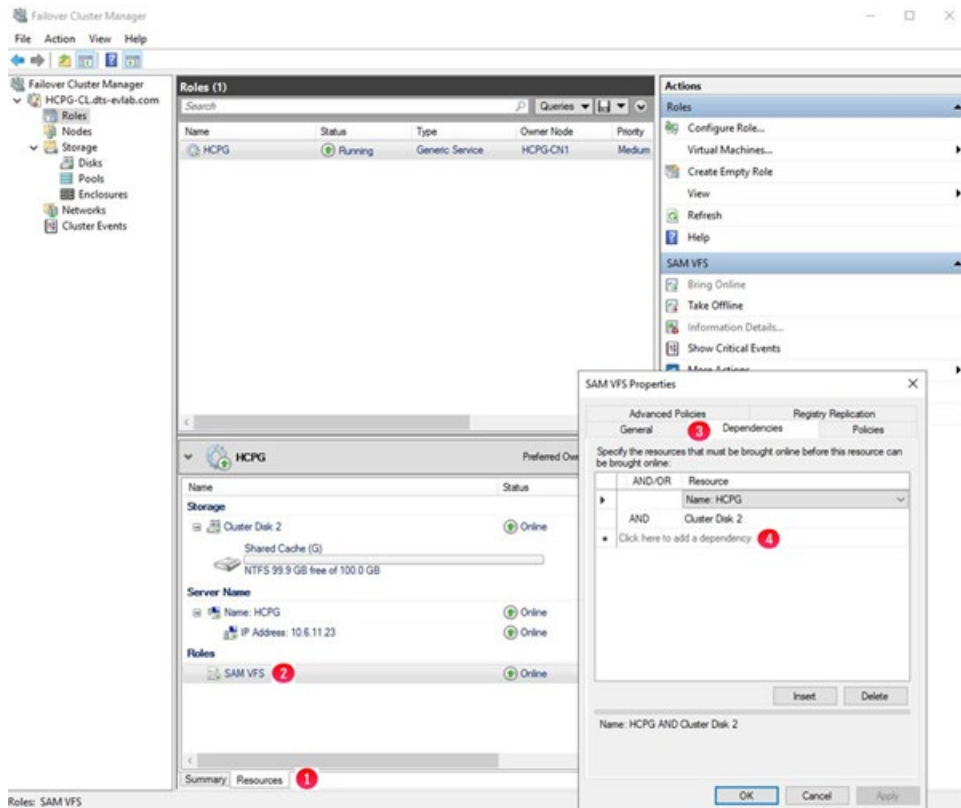 Failover Cluster Manager
File Action View Help
Failover Cluster Manager
HCPG-CL.dts-evlab.com
Roles
Nodes
Storage
Disks
Pools
Enclosures
Networks
Cluster Events
Roles (1)
Search
Queries
Name Status Type Owner Node Priority
HCPG Running Generic Service HCPG-CN1 Medium
HCPG Preferred Ow
Name Status
Storage
Cluster Disk 2 Online
Shared Cache (G)
NTFS 99.9 GB free of 100.0 GB
Server Name
Name: HCPG Online
IP Address: 10.6.11.23 Online
Roles
SAM VFS 2 Online
Summary Resources 1
Roles: SAM VFS
Actions
Roles
Configure Role...
Virtual Machines...
Create Empty Role
View
Refresh
Help
SAM VFS
Bring Online
Take Offline
Information Details...
Show Critical Events
More Actions
SAM VFS Properties
Advanced Policies Registry Replication
General 3 Dependencies Policies
Specify the resources that must be brought online before this resource can
be brought online:
AND/OR Resource
Name: HCPG
AND Cluster Disk 2
Click here to add a dependency 4
Insert Delete
Name: HCPG AND Cluster Disk 2
OK Cancel Apply